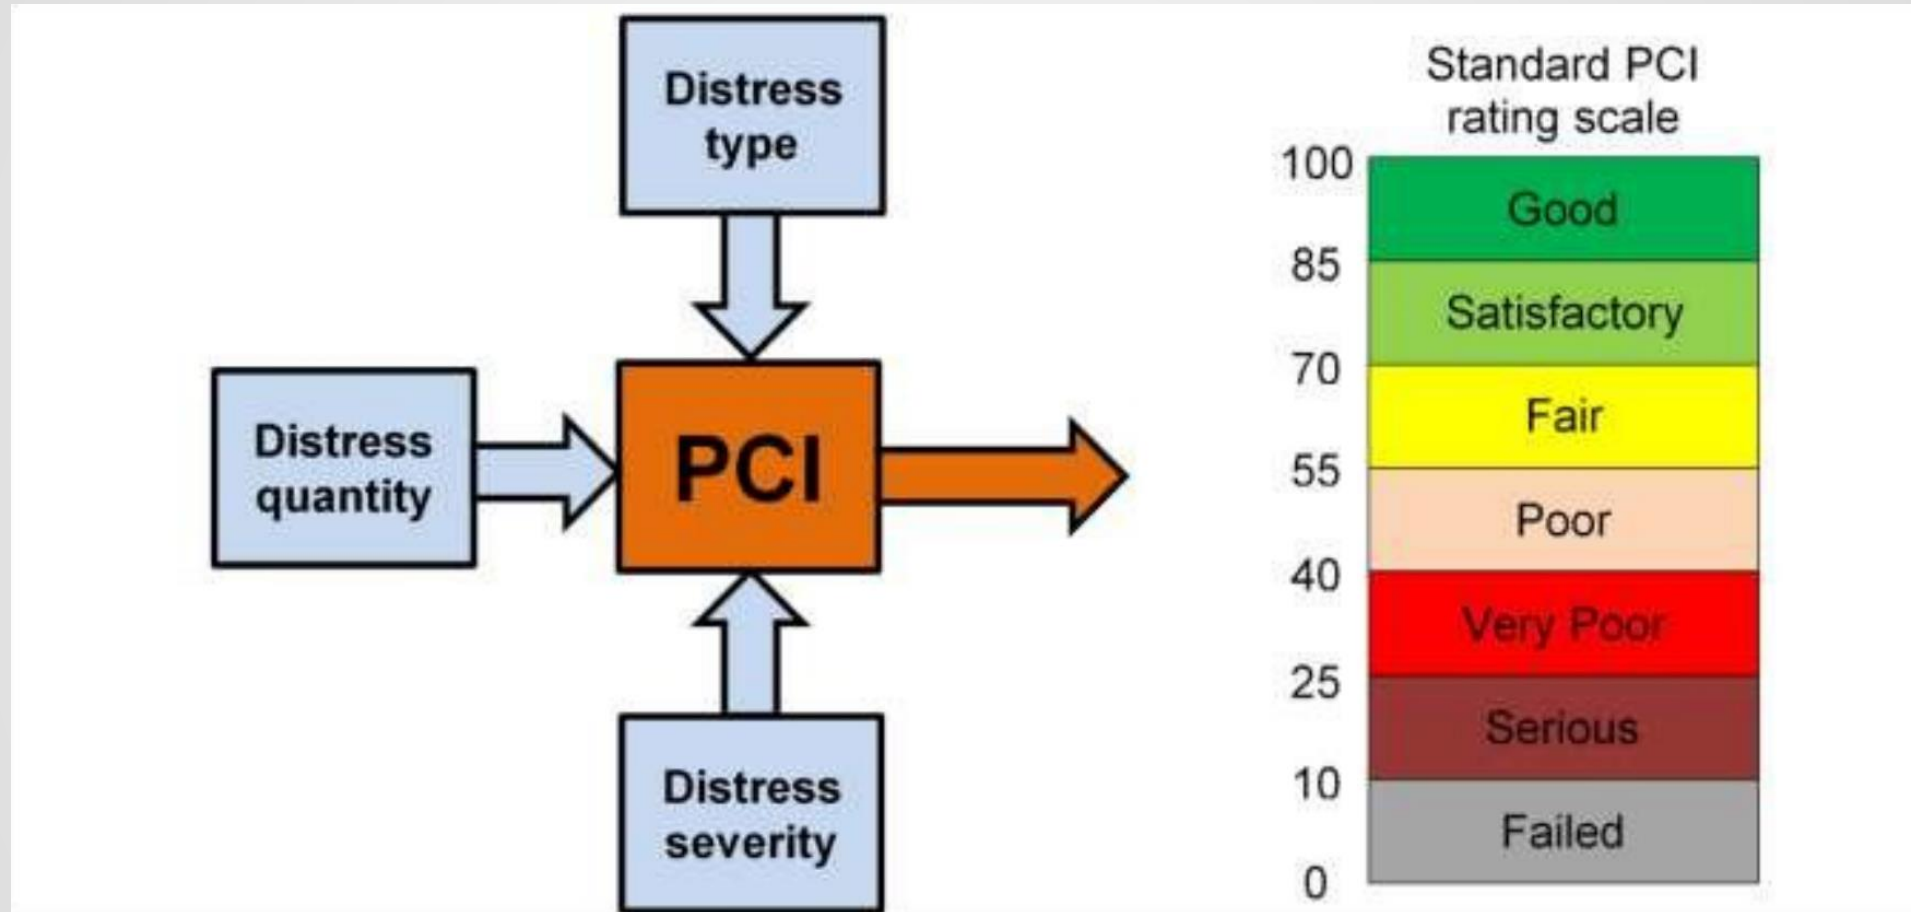 Distress
type
Distress
quantity
PCI
Distress
severity
Standard PCI
rating scale
100
Good
85
Satisfactory
70
Fair
55
Poor
40
Very Poor
25
Serious
10
Failed
0